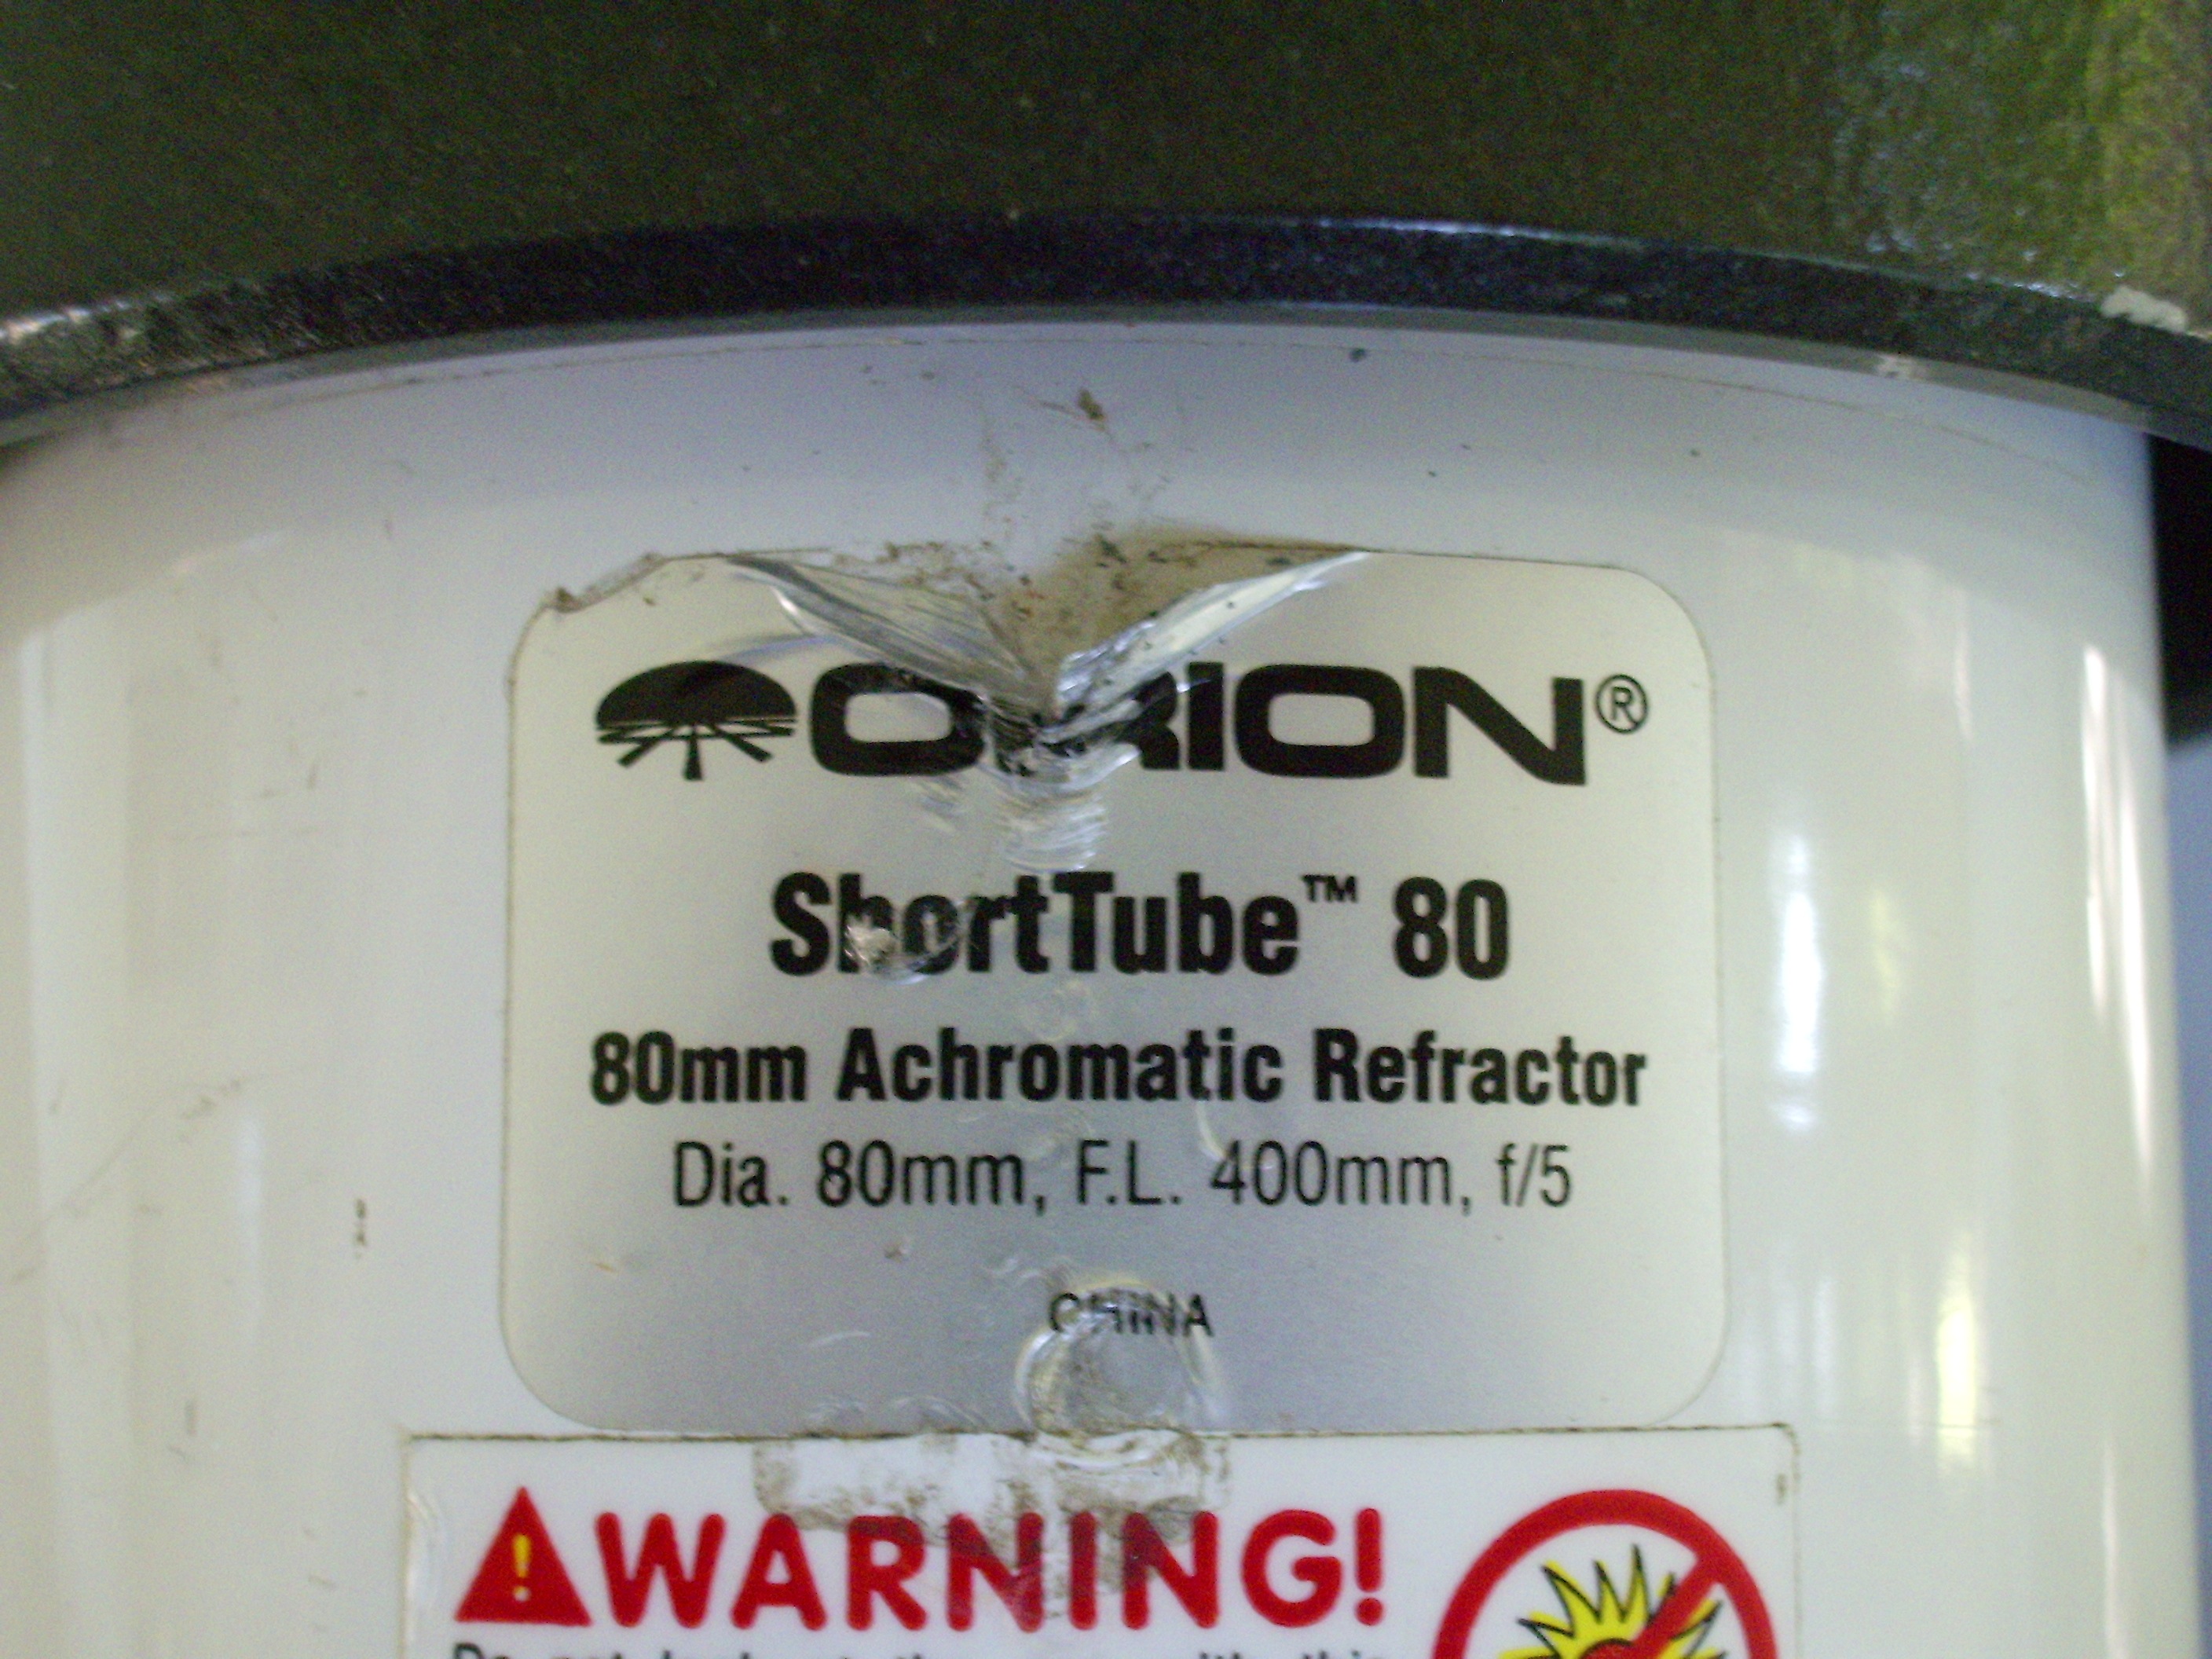 ORION®
ShortTube™ 80
80mm Achromatic Refractor
Dia. 80mm, F.L. 400mm, f/5
CHINA
WARNING!